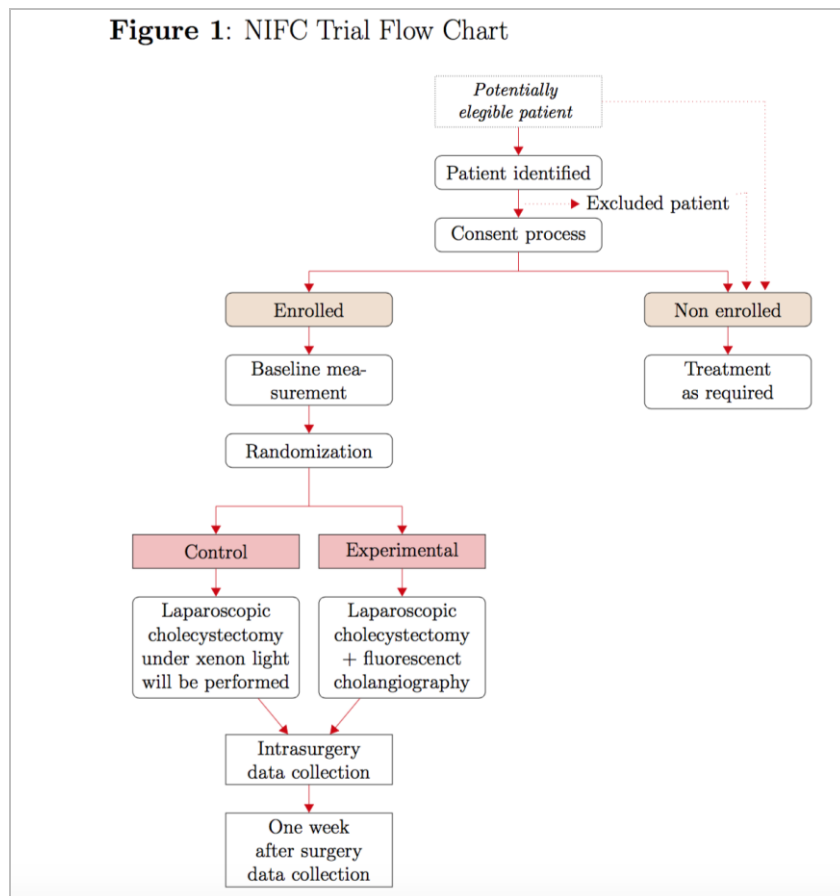 Figure 1: NIFC Trial Flow Chart
Potentially
elegible patient
Patient identified
Excluded patient
Consent process
Enrolled
Non enrolled
Baseline mea-
surement
Treatment
as required
Randomization
Control
Experimental
Laparoscopic
cholecystectomy
under xenon light
will be performed
Laparoscopic
cholecystectomy
+ fluorescenct
cholangiography
Intrasurgery
data collection
One week
after surgery
data collection